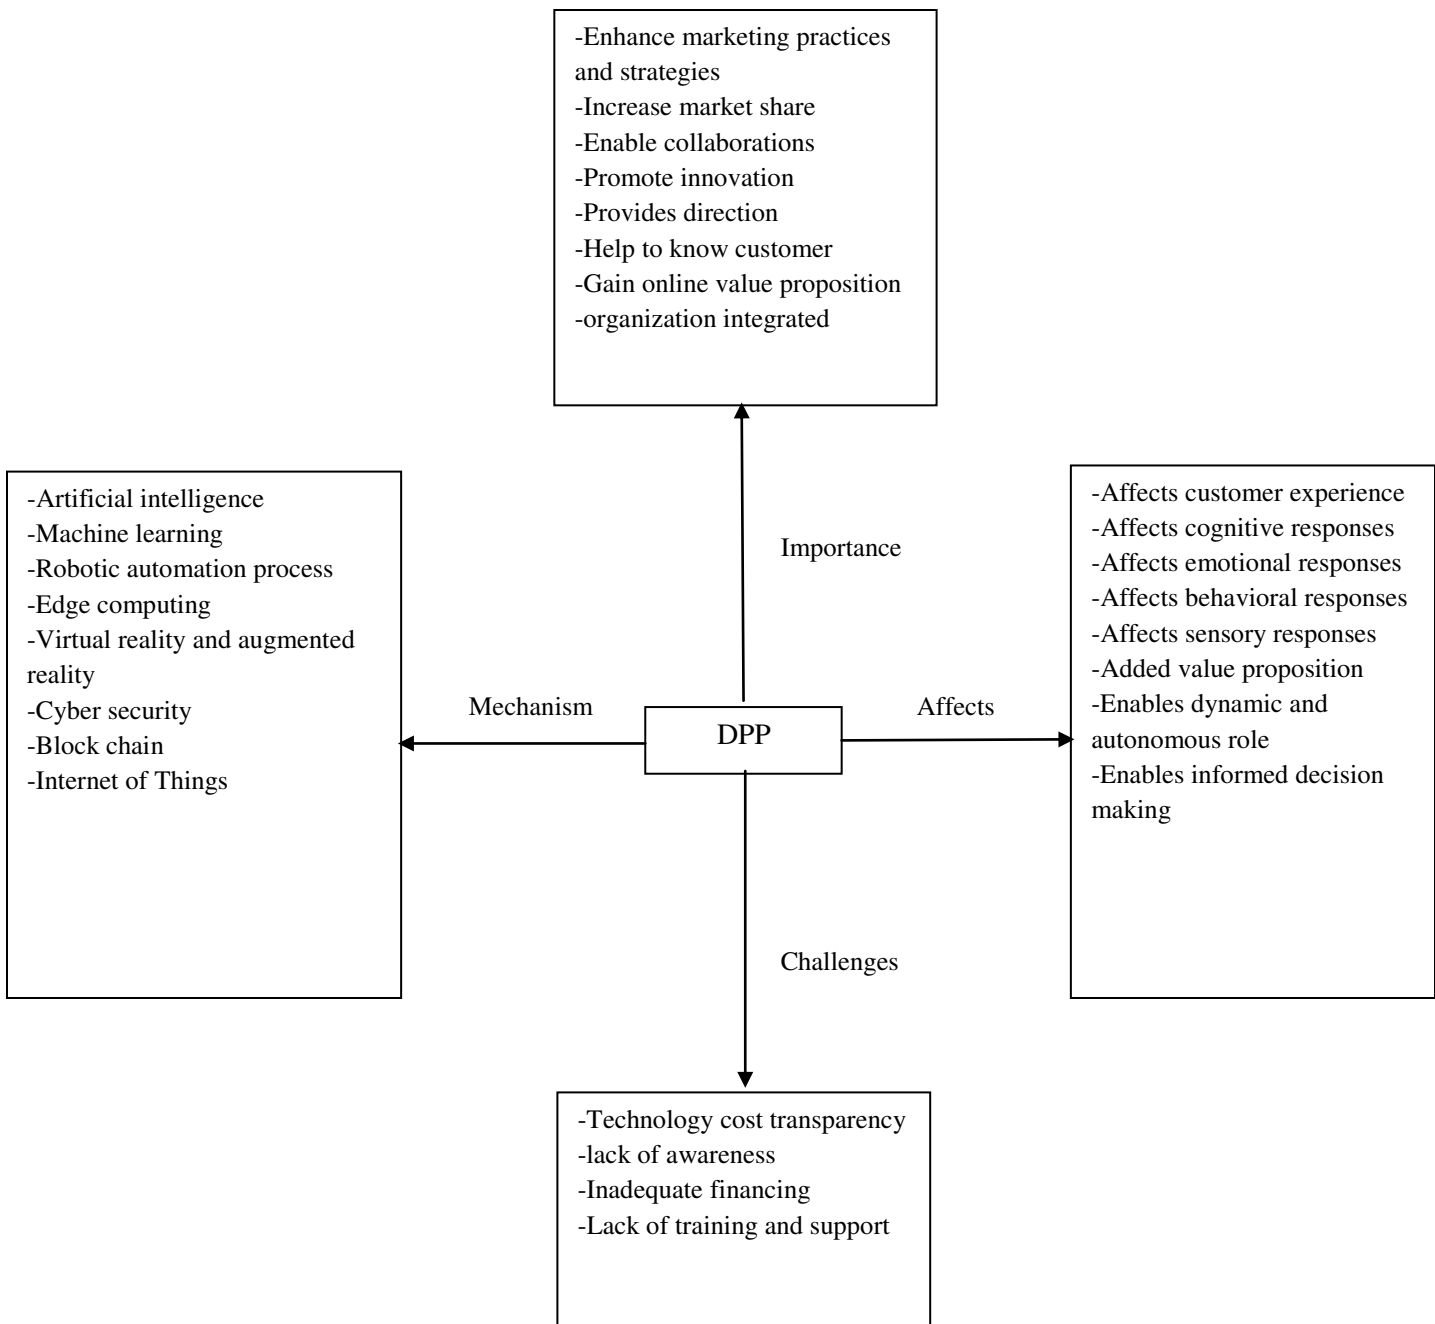 -Enhance marketing practices
and strategies
-Increase market share
-Enable collaborations
-Promote innovation
-Provides direction
-Help to know customer
-Gain online value proposition
-organization integrated
Importance
-Artificial intelligence
-Machine learning
-Robotic automation process
-Edge computing
-Virtual reality and augmented
reality
-Cyber security
-Block chain
-Internet of Things
Mechanism
DPP
Affects
-Affects customer experience
-Affects cognitive responses
-Affects emotional responses
-Affects behavioral responses
-Affects sensory responses
-Added value proposition
-Enables dynamic and
autonomous role
-Enables informed decision
making
Challenges
-Technology cost transparency
-lack of awareness
-Inadequate financing
-Lack of training and support